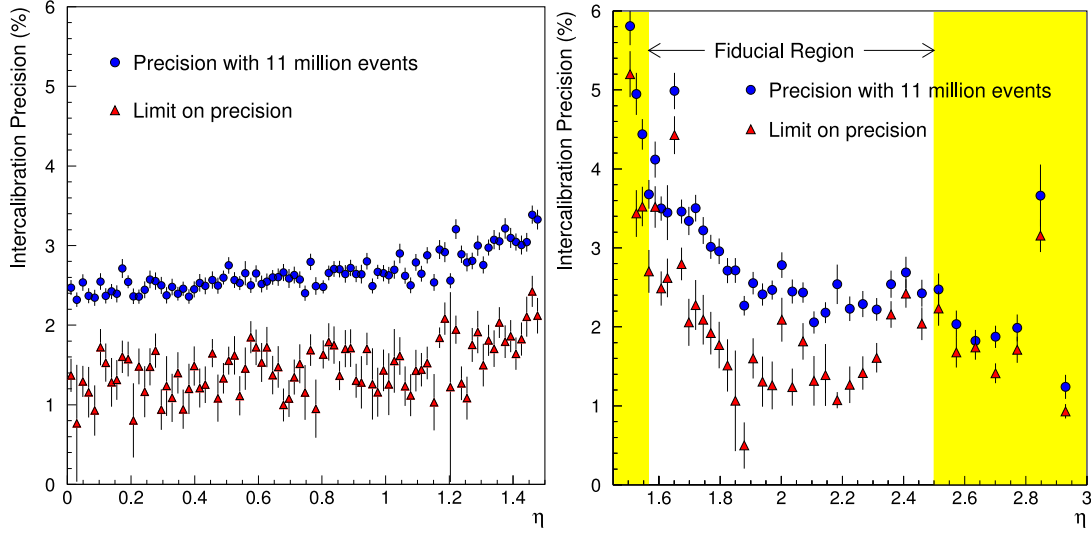 Intercalibration Precision (%)
6
5
4
3
2
1
0
Precision with 11 million events
Limit on precision
0 0.2 0.4 0.6 0.8 1 1.2 1.4
η
Intercalibration Precision (%)
6
5
4
3
2
1
0
Fiducial Region
Precision with 11 million events
Limit on precision
1.6 1.8 2 2.2 2.4 2.6 2.8 3
η